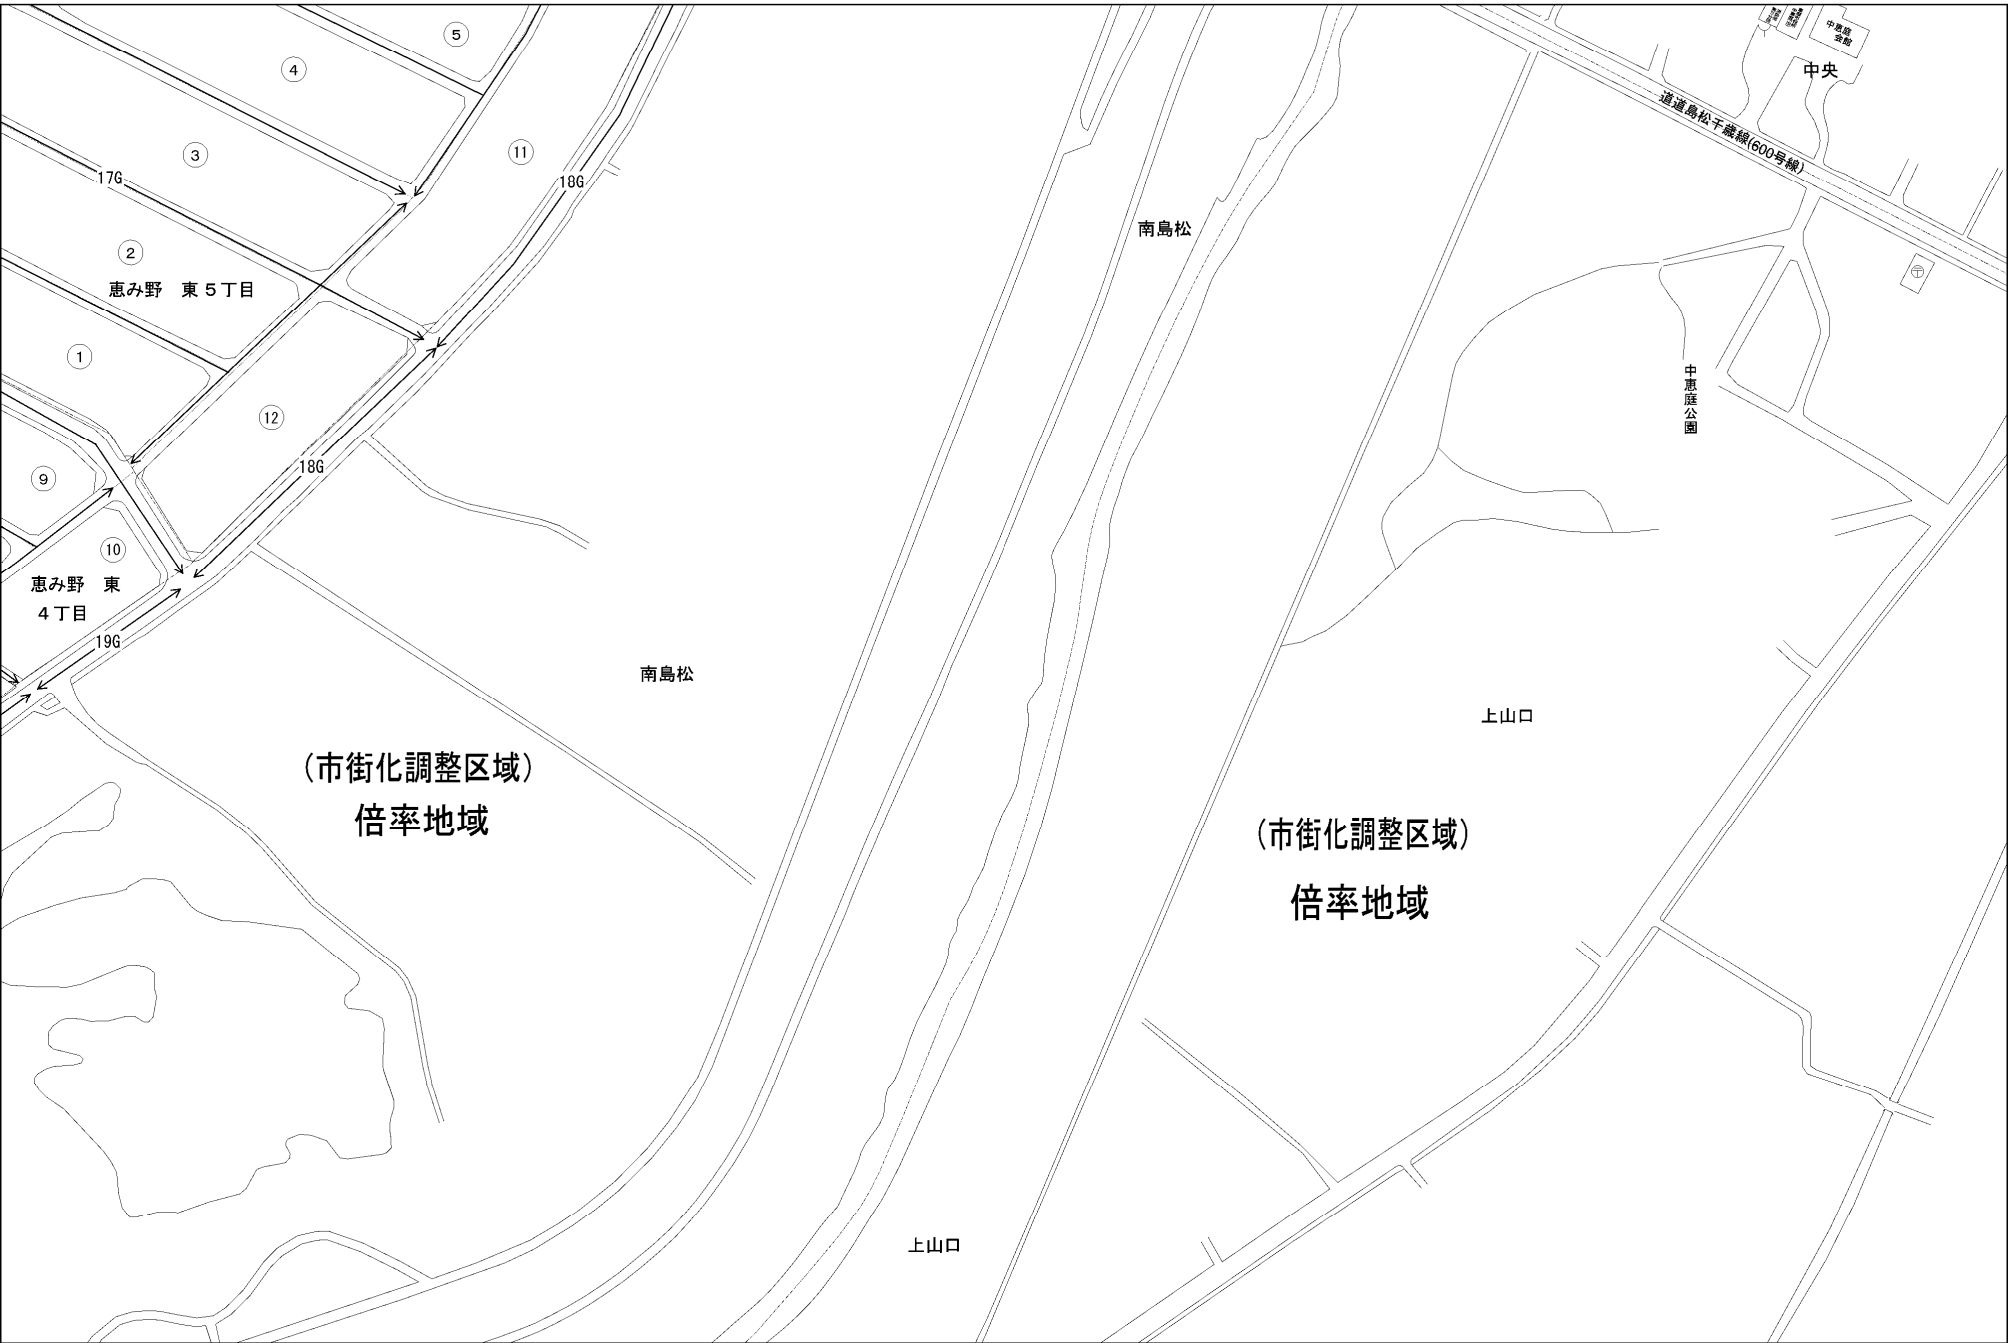 5
4
中恵庭
会館
中央
道道島松千歳線(600号線)
3
11
17G
18G
南島松
2
恵み野 東5丁目
〒
1
中恵庭公園
12
18G
9
10
恵み野 東
4丁目
19G
南島松
上山口
(市街化調整区域)
倍率地域
(市街化調整区域)
倍率地域
上山口